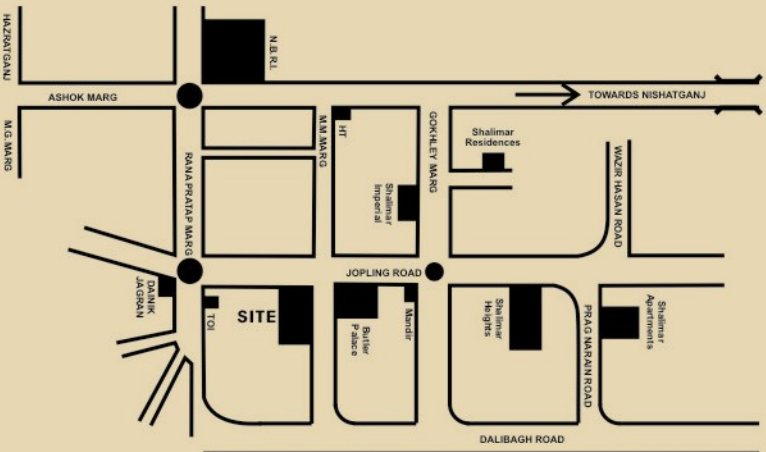 HAZRATGANJ
N.B.R.I.
ASHOK MARG
TOWARDS NISHATGANJ
M.G.MARG
RANA PRATAP MARG
M.M.MARG
HT
GOKHLEY MARG
Shalimar
Residences
WAZIR HASAN ROAD
Shalimar
Imperial
JOPLING ROAD
DAINIK
JAGRAN
TOI
SITE
Butler
Palace
Mandir
Shalimar
Heights
PRAG NARAIN ROAD
Shalimar
Apartments
DALIBAGH ROAD